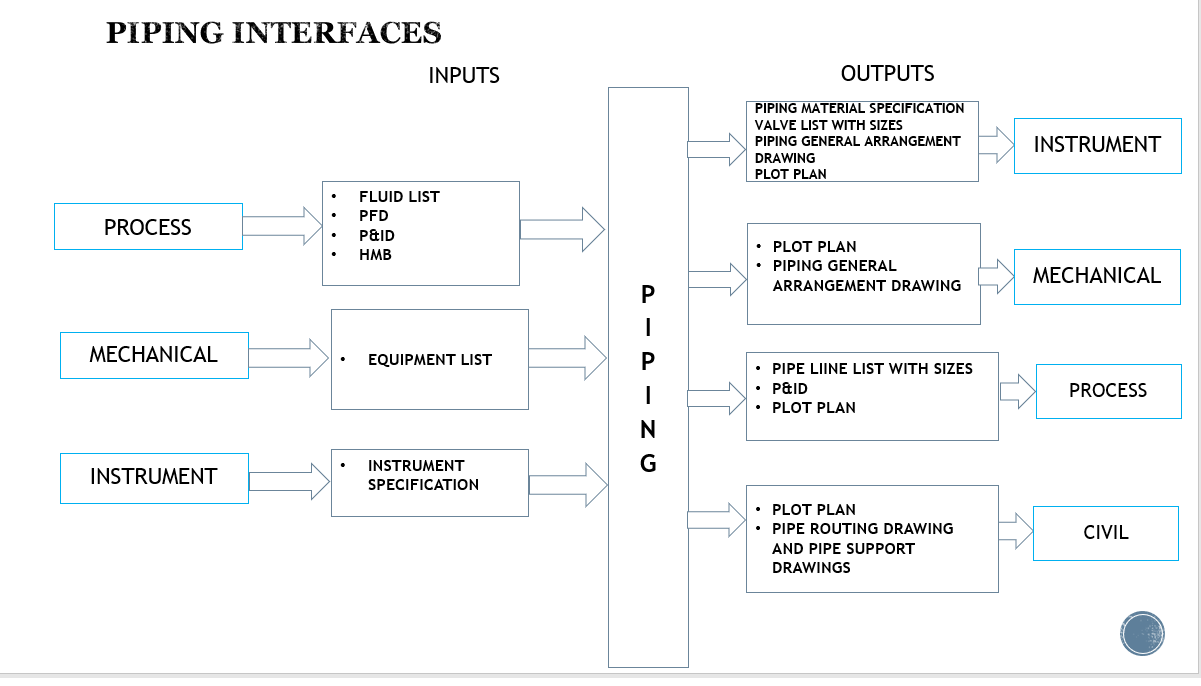 PIPING INTERFACES
INPUTS
OUTPUTS
PROCESS
• FLUID LIST
• PFD
• P&ID
• HMB
MECHANICAL
• EQUIPMENT LIST
INSTRUMENT
• INSTRUMENT
SPECIFICATION
P
I
P
I
N
G
PIPING MATERIAL SPECIFICATION
VALVE LIST WITH SIZES
PIPING GENERAL ARRANGEMENT
DRAWING
PLOT PLAN
INSTRUMENT
• PLOT PLAN
• PIPING GENERAL
ARRANGEMENT DRAWING
MECHANICAL
• PIPE LIINE LIST WITH SIZES
• P&ID
• PLOT PLAN
PROCESS
• PLOT PLAN
• PIPE ROUTING DRAWING
AND PIPE SUPPORT
DRAWINGS
CIVIL